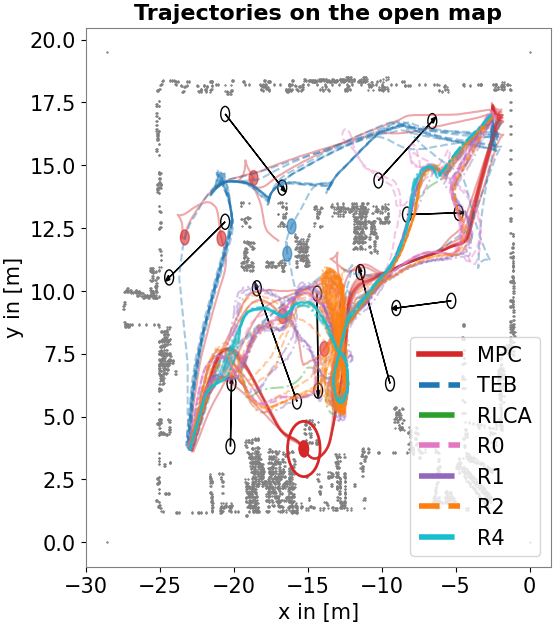 Trajectories on the open map
20.0
17.5
15.0
12.5
10.0
7.5
5.0
2.5
0.0
y in [m]
MPC
TEB
RLCA
R0
R1
R2
R4
−30
−25
−20
−15
−10
−5
0
x in [m]